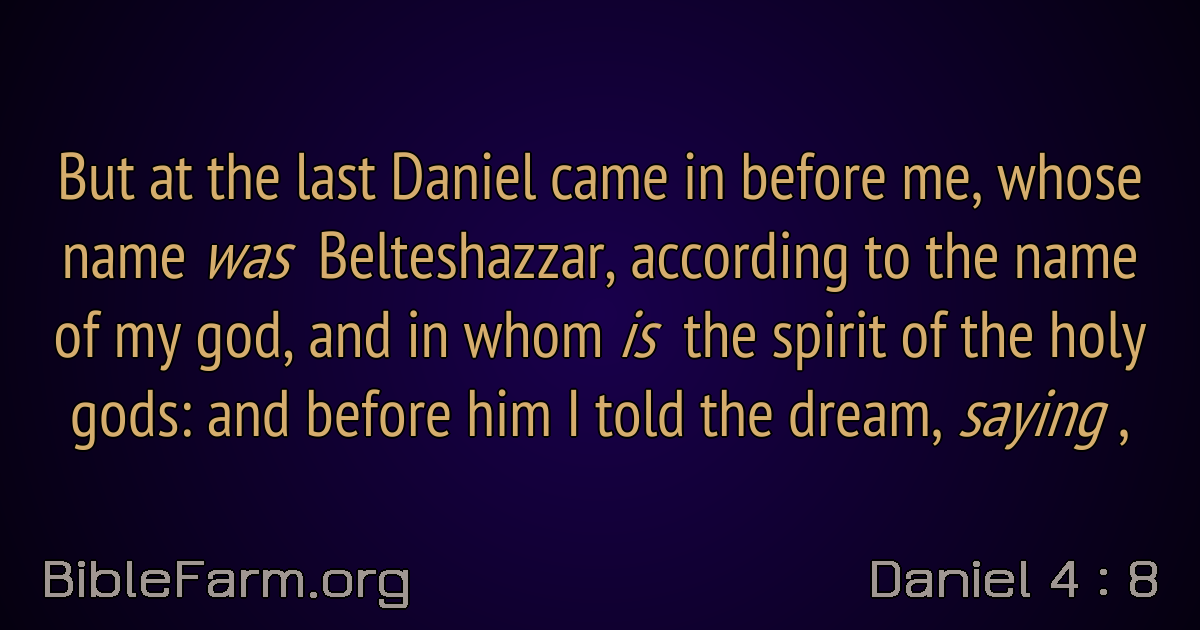 But at the last Daniel came in before me, whose
name was Belteshazzar, according to the name
of my god, and in whom is the spirit of the holy
gods: and before him I told the dream, saying ,
BibleFarm.org
Daniel 4 : 8